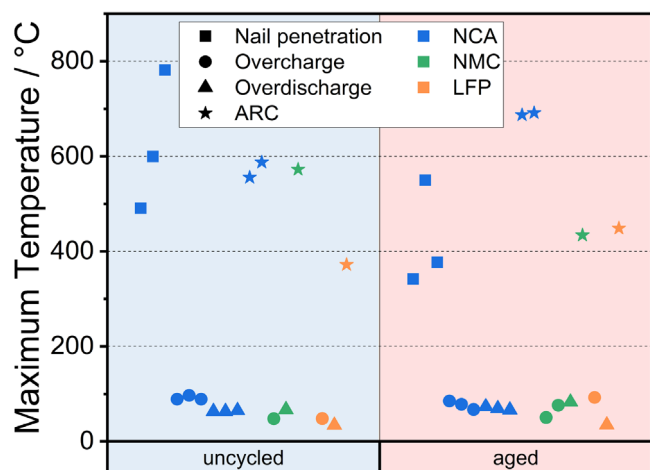 Maximum Temperature / °C
800
600
400
200
0
Nail penetration
Overcharge
Overdischarge
ARC
NCA
NMC
LFP
uncycled
aged